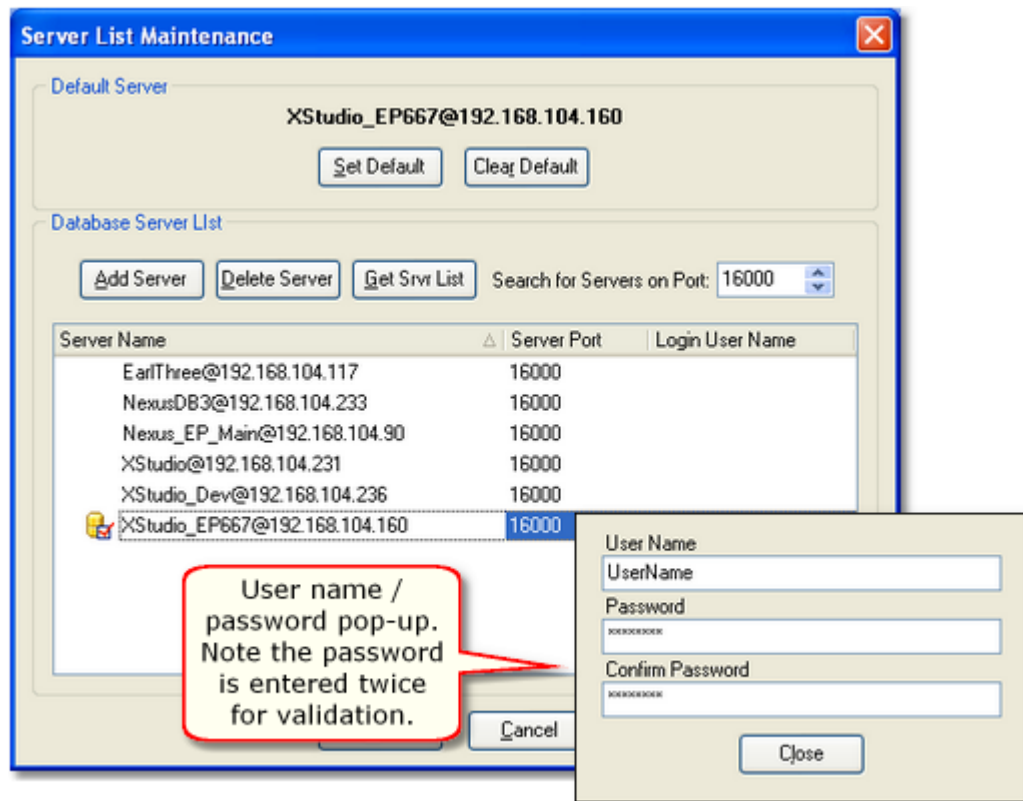 Server List Maintenance
Default Server
XStudio_EP667@192.168.104.160
Set Default Clear Default
Database Server LIst
Add Server Delete Server Get Srvr List Search for Servers on Port: 16000
Server Name Server Port Login User Name
EarlThree@192.168.104.117 16000
NexusDB3@192.168.104.233 16000
Nexus_EP_Main@192.168.104.90 16000
XStudio@192.168.104.231 16000
XStudio_Dev@192.168.104.236 16000
XStudio_EP667@192.168.104.160 16000
User name /
password pop-up.
Note the password
is entered twice
for validation.
Cancel
User Name
UserName
Password
********
Confirm Password
********
Close